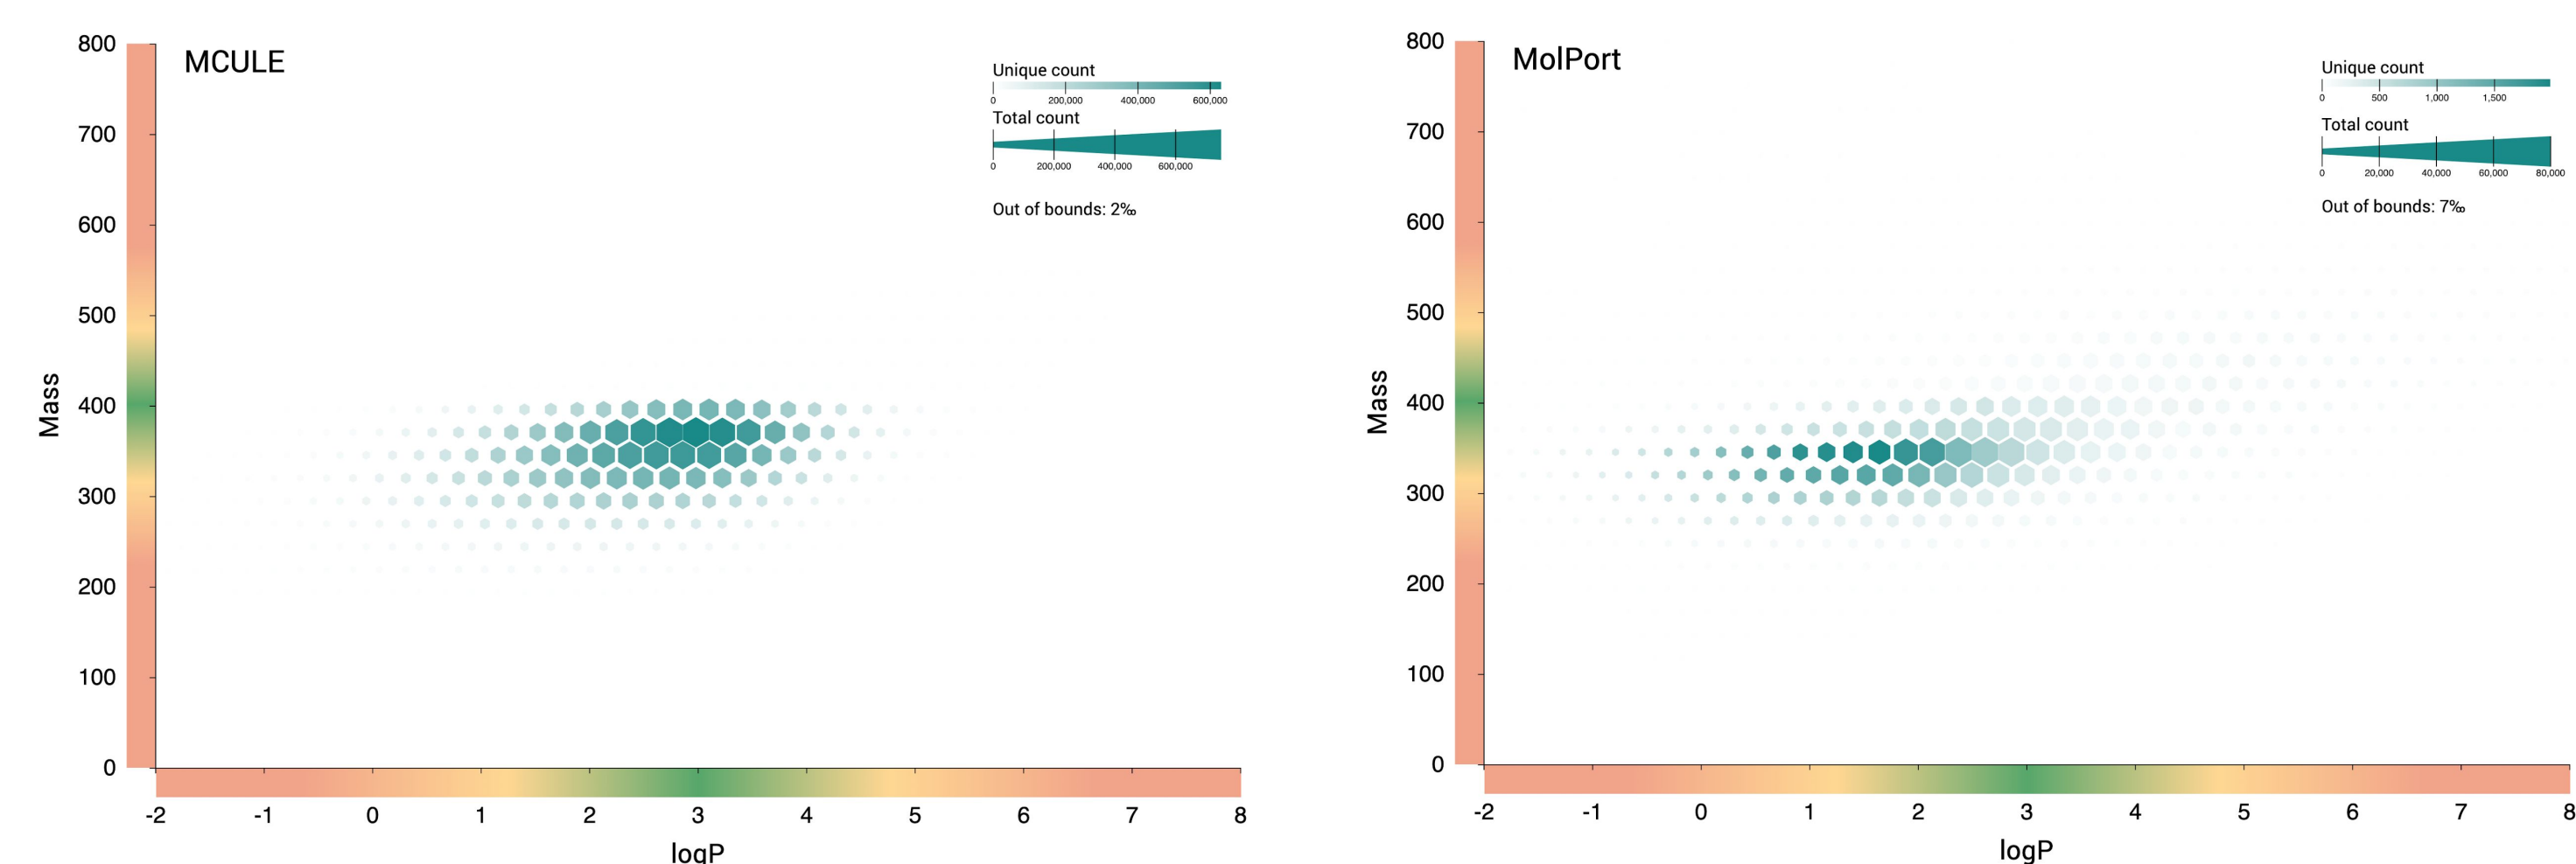 MCULE
Unique count
0 200,000 400,000 600,000
Total count
0 200,000 400,000 600,000
Out of bounds: 2‰
800
700
600
500
400
300
200
100
0
Mass
-2 -1 0 1 2 3 4 5 6 7 8
logP
MolPort
Unique count
0 500 1,000 1,500
Total count
0 20,000 40,000 60,000 80,000
Out of bounds: 7‰
800
700
600
500
400
300
200
100
0
Mass
-2 -1 0 1 2 3 4 5 6 7 8
logP